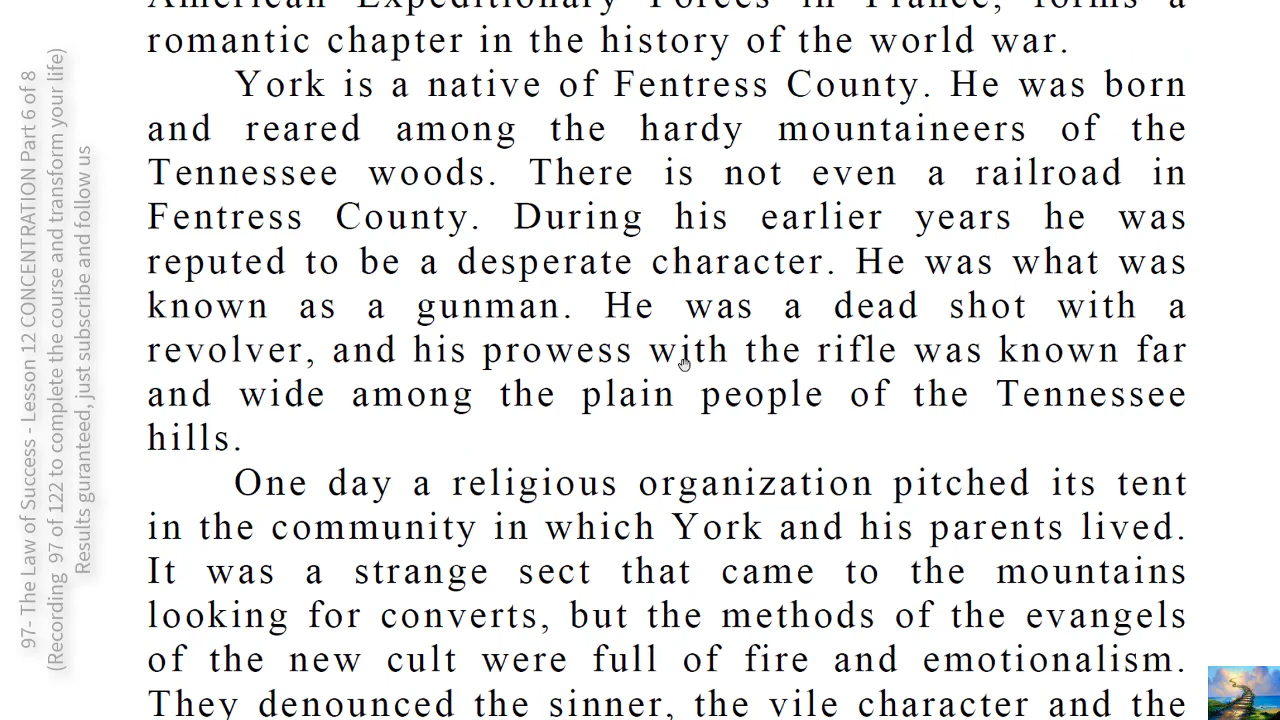 American Expeditionary Forces in France, forms a
romantic chapter in the history of the world war.
York is a native of Fentress County. He was born
and reared among the hardy mountaineers of the
Tennessee woods. There is not even a railroad in
Fentress County. During his earlier years he was
reputed to be a desperate character. He was what was
known as a gunman. He was a dead shot with a
revolver, and his prowess with the rifle was known far
and wide among the plain people of the Tennessee
hills.
One day a religious organization pitched its tent
in the community in which York and his parents lived.
It was a strange sect that came to the mountains
looking for converts, but the methods of the evangels
of the new cult were full of fire and emotionalism.
They denounced the sinner, the vile character and the
97- The Law of Success - Lesson 12 CONCENTRATION Part 6 of 8
(Recording 97 of 122 to complete the course and transform your life)
Results guranteed, just subscribe and follow us